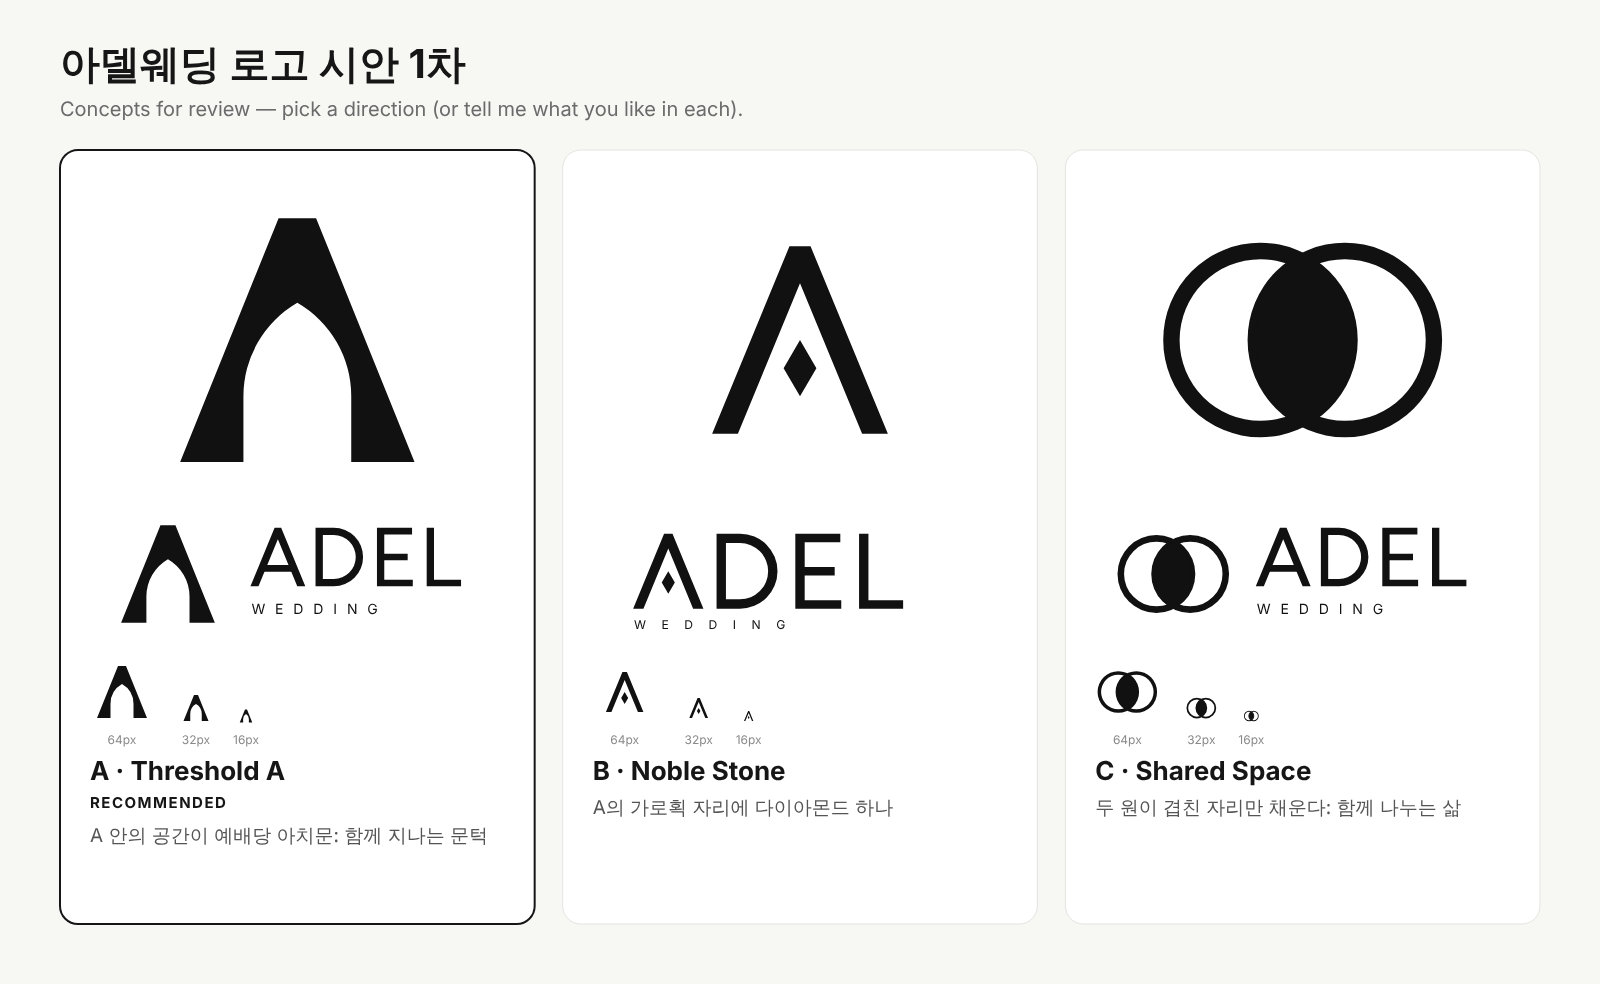 아델웨딩 로고 시안 1차
Concepts for review — pick a direction (or tell me what you like in each).
ADEL
WEDDING
64px 32px 16px
A · Threshold A
RECOMMENDED
A 안의 공간이 예배당 아치문: 함께 지나는 문턱
ADEL
WEDDING
64px 32px 16px
B · Noble Stone
A의 가로획 자리에 다이아몬드 하나
ADEL
WEDDING
64px 32px 16px
C · Shared Space
두 원이 겹친 자리만 채운다: 함께 나누는 삶